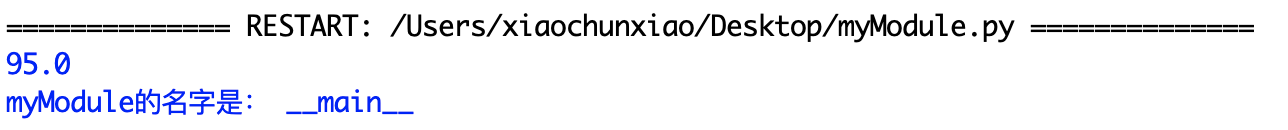 ============== RESTART: /Users/xiaochunxiao/Desktop/myModule.py ==============
95.0
myModule的名字是： __main__